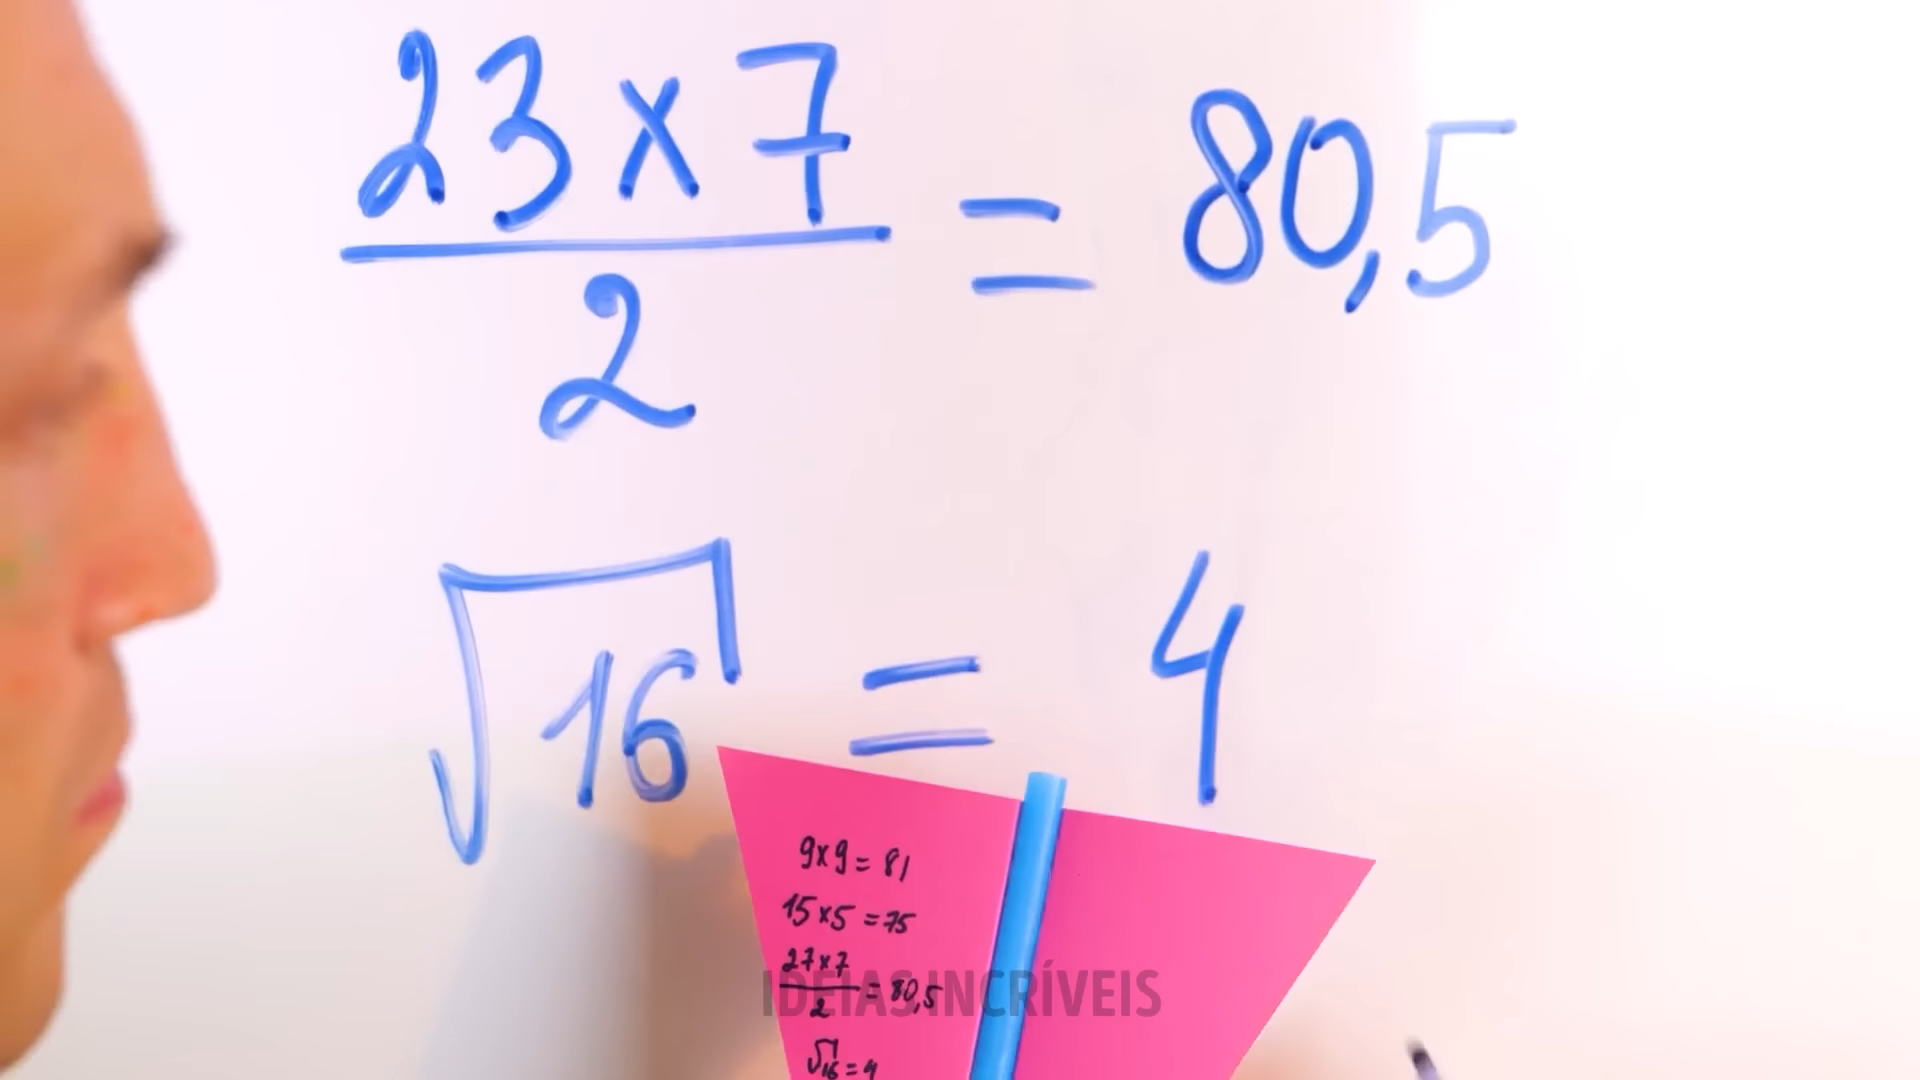 23 x 7
2
= 80,5
√16 = 4
9x9 = 81
15x5 = 75
27x7
2
= 80,5
√16 = 4
IDEIAS INCRÍVEIS